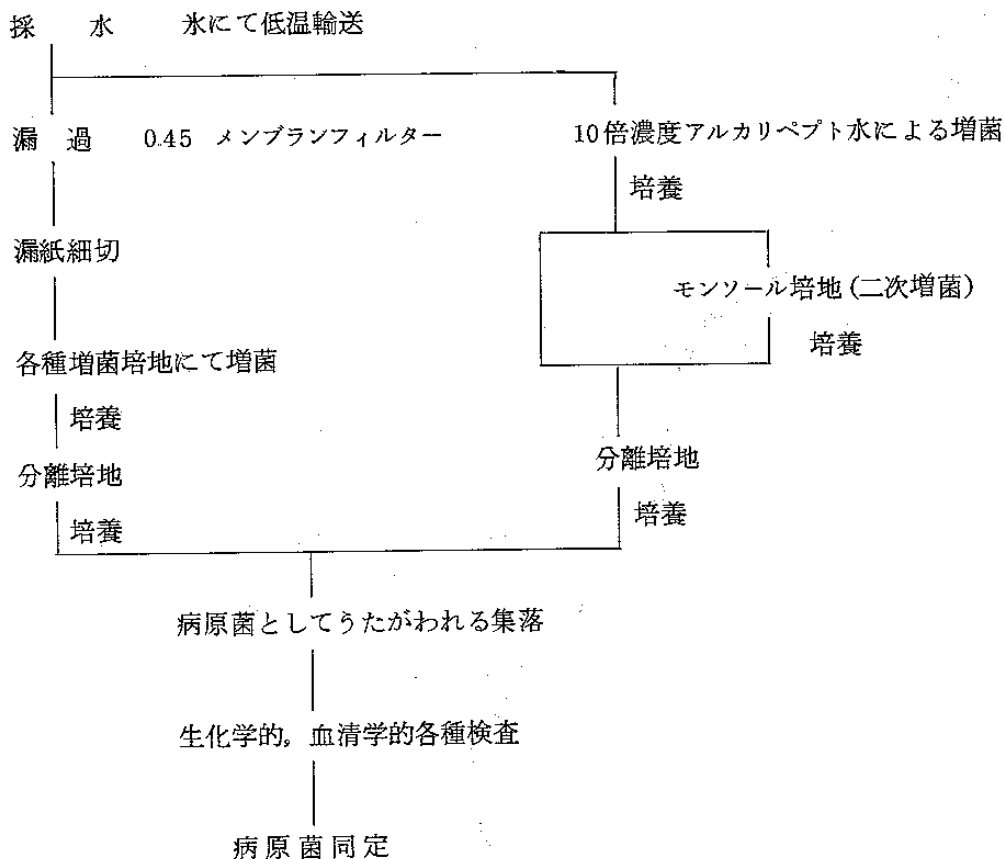 採水 氷にて低温輸送
漏過 0.45 メンブランフィルター
10倍濃度アルカリペプト水による増菌
培養
漏紙細切
モンソール培地(二次増菌)
培養
各種増菌培地にて増菌
培養
分離培地
培養
分離培地
培養
病原菌としてうたがわれる集落
生化学的,血清学的各種検査
病原菌同定